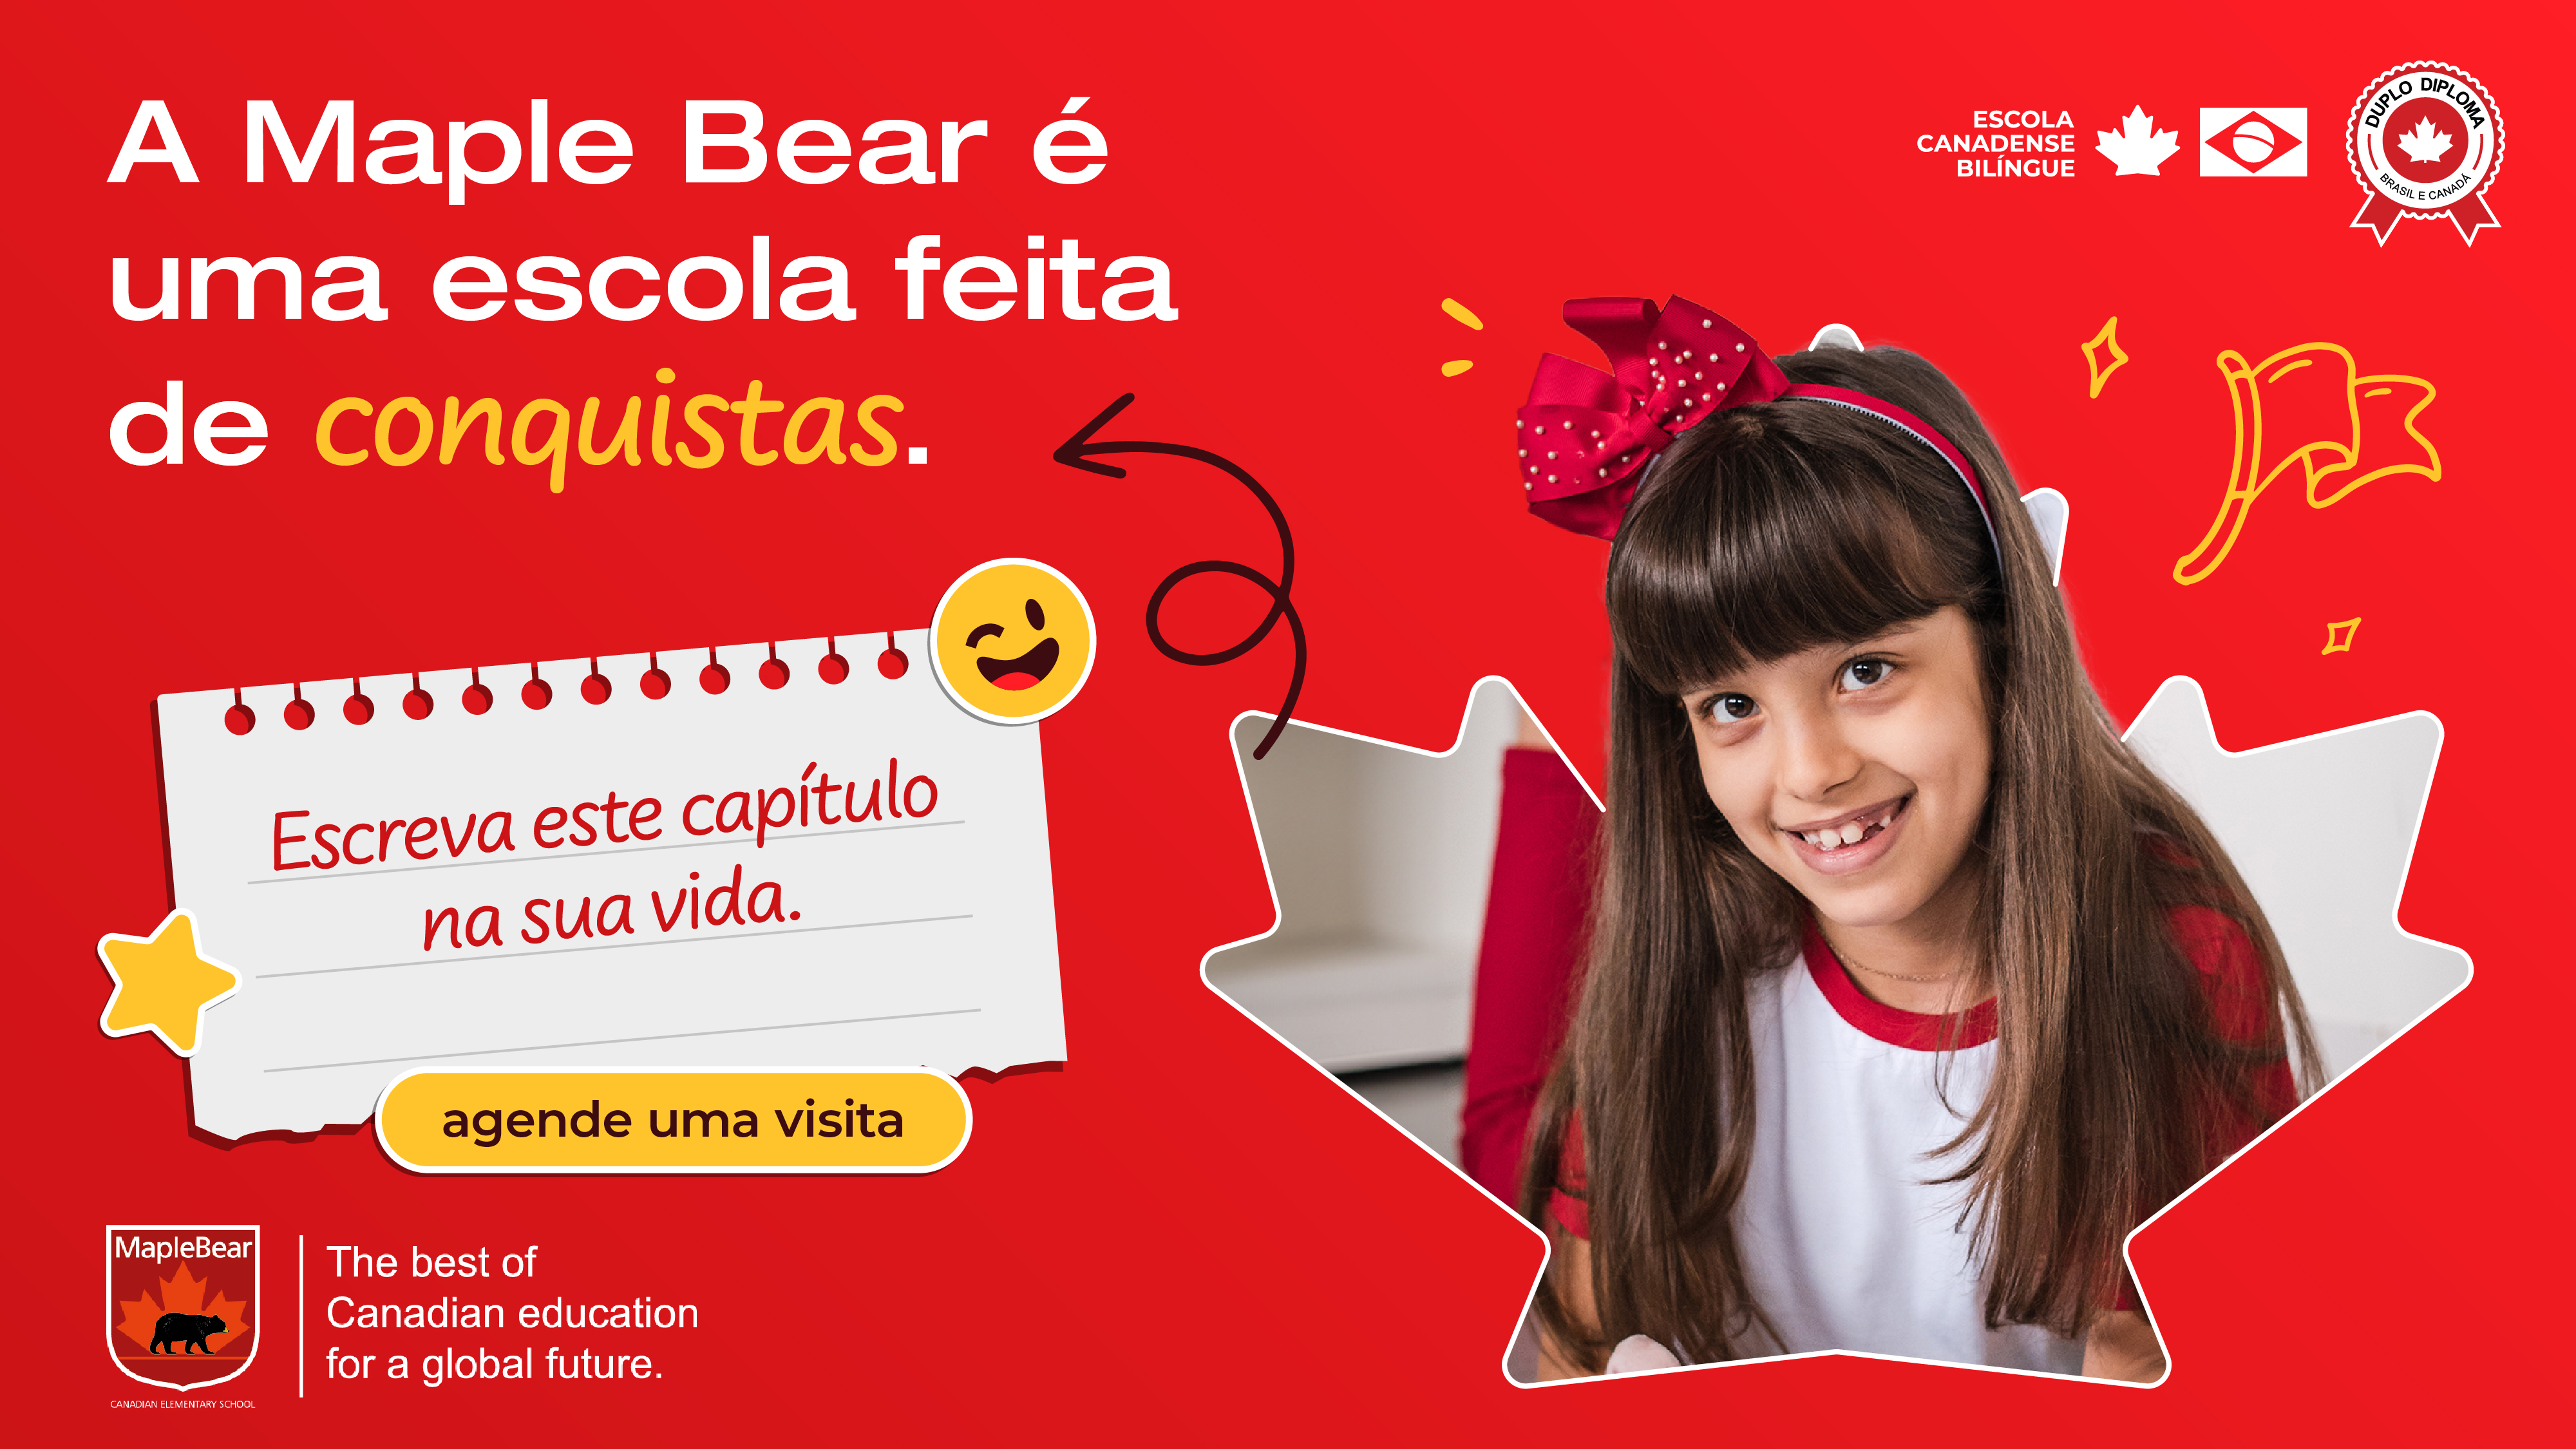 A Maple Bear é
uma escola feita
de conquistas.
ESCOLA
CANADENSE
BILÍNGUE
DUPLO DIPLOMA
BRASIL E CANADÁ
Escreva este capítulo
na sua vida.
agende uma visita
MapleBear
CANADIAN ELEMENTARY SCHOOL
The best of
Canadian education
for a global future.